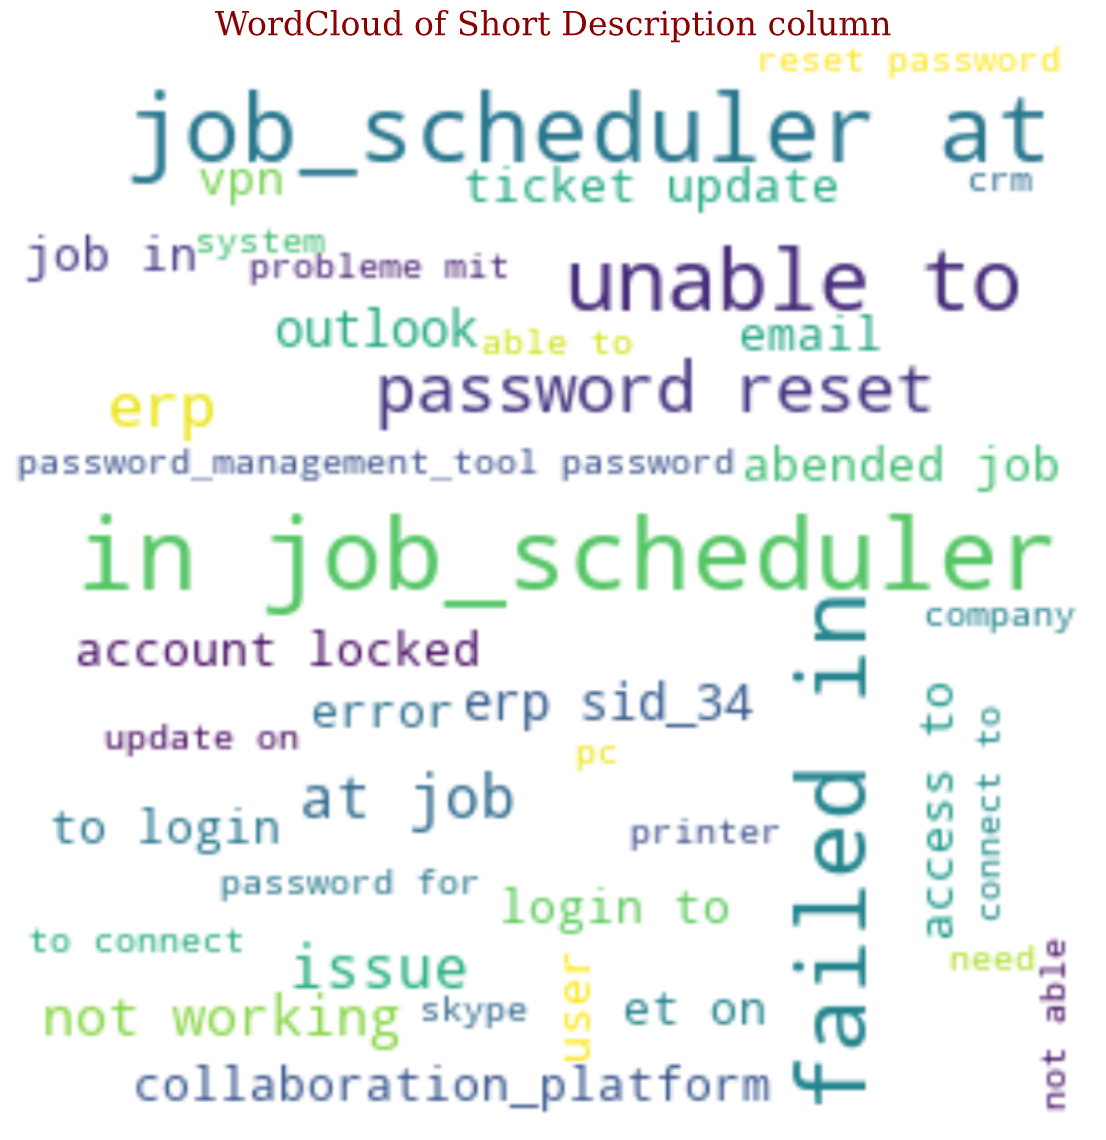 WordCloud of Short Description column
reset password
job_scheduler at
vpn
ticket update
crm
job in
system
probleme mit
unable to
outlook
able to
email
erp
password reset
password_management_tool password
abended job
in job_scheduler
company
account locked
failed in
error
erp sid_34
access to
update on
pc
connect to
at job
to login
printer
password for
login to
to connect
issue
user
need
not able
not working
skype
et on
collaboration_platform